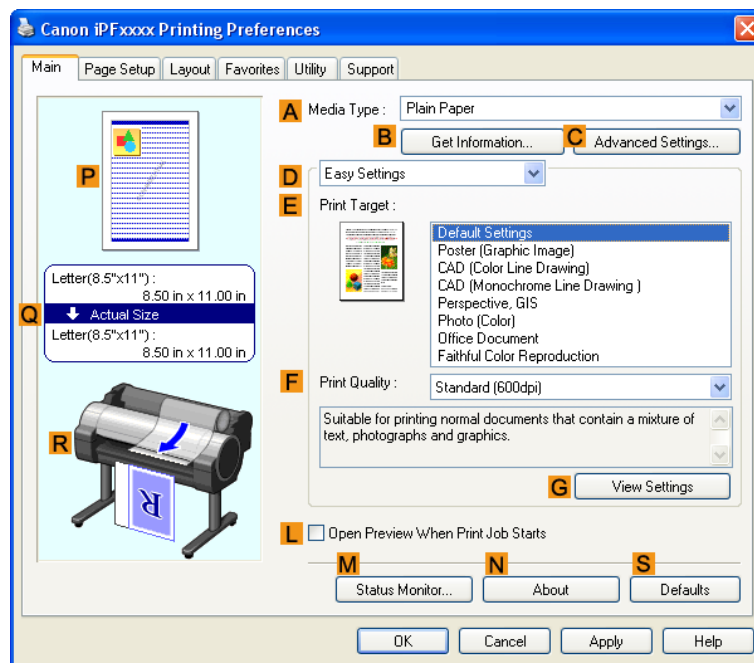 Canon iPFxxxx Printing Preferences
Main Page Setup Layout Favorites Utility Support
A Media Type : Plain Paper
B Get Information... C Advanced Settings...
P
D Easy Settings
E Print Target :
Default Settings
Poster (Graphic Image)
CAD (Color Line Drawing)
CAD (Monochrome Line Drawing )
Perspective, GIS
Photo (Color)
Office Document
Faithful Color Reproduction
Letter(8.5"x11") :
8.50 in x 11.00 in
Q Actual Size
Letter(8.5"x11") :
8.50 in x 11.00 in
F Print Quality : Standard (600dpi)
Suitable for printing normal documents that contain a mixture of
text, photographs and graphics.
R
R
G View Settings
L Open Preview When Print Job Starts
M Status Monitor... N About S Defaults
OK Cancel Apply Help